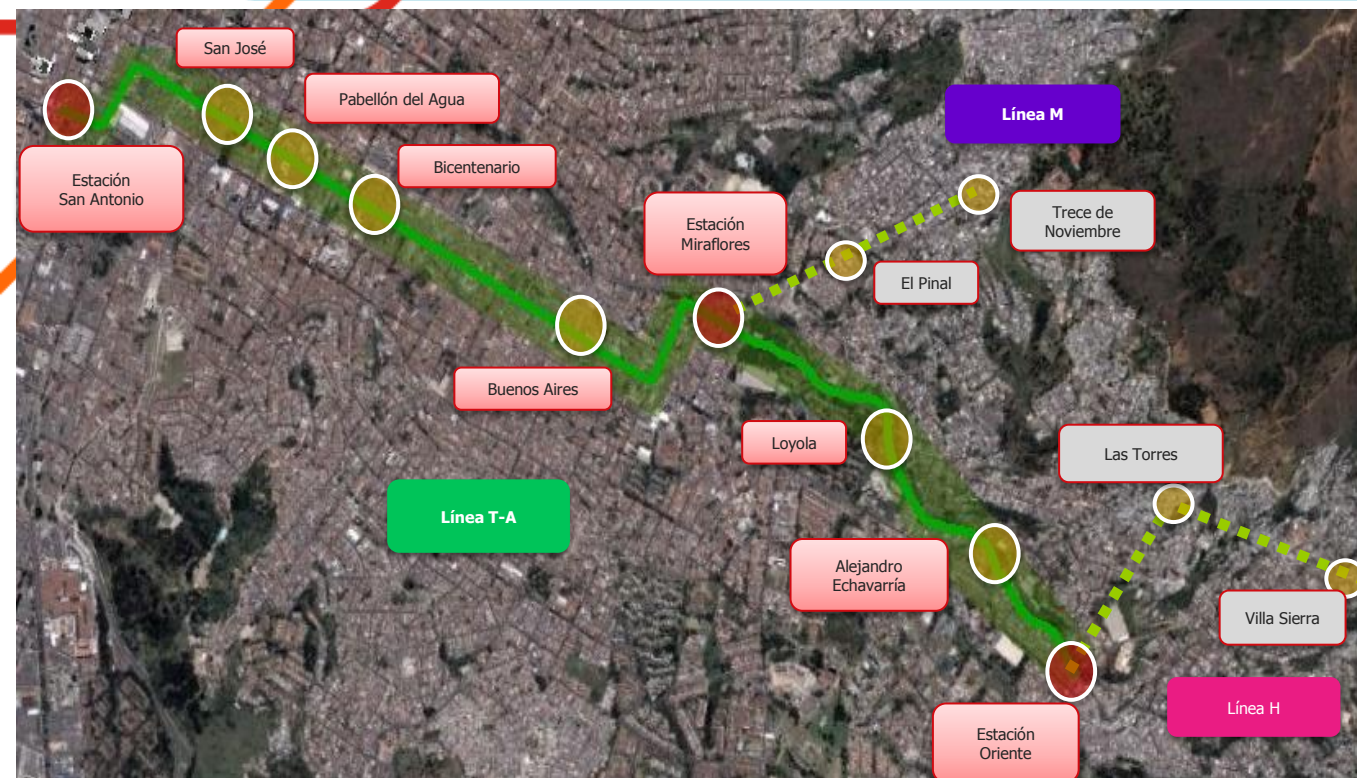 San José
Pabellón del Agua
Bicentenario
Estación
San Antonio
Línea M
Estación
Miraflores
Trece de
Noviembre
El Pinal
Buenos Aires
Loyola
Las Torres
Línea T-A
Alejandro
Echavarría
Villa Sierra
Línea H
Estación
Oriente